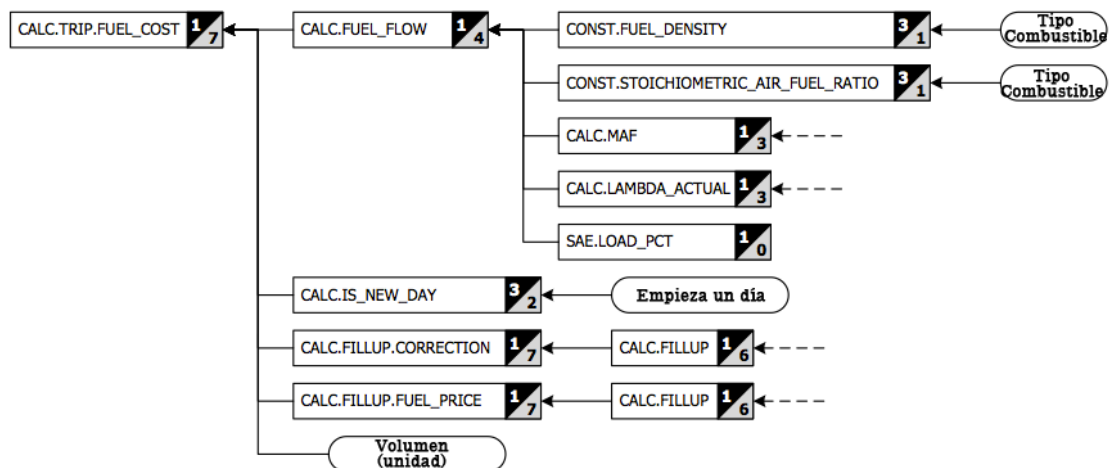 CALC.TRIP.FUEL_COST 1 7 CALC.FUEL_FLOW 1 4 CONST.FUEL_DENSITY 3 1 Tipo
Combustible
CONST.STOICHIOMETRIC_AIR_FUEL_RATIO 3 1 Tipo
Combustible
CALC.MAF 1 3
CALC.LAMBDA_ACTUAL 1 3
SAE.LOAD_PCT 1 0
CALC.IS_NEW_DAY 3 2 Empieza un día
CALC.FILLUP.CORRECTION 1 7 CALC.FILLUP 1 6
CALC.FILLUP.FUEL_PRICE 1 7 CALC.FILLUP 1 6
Volumen
(unidad)